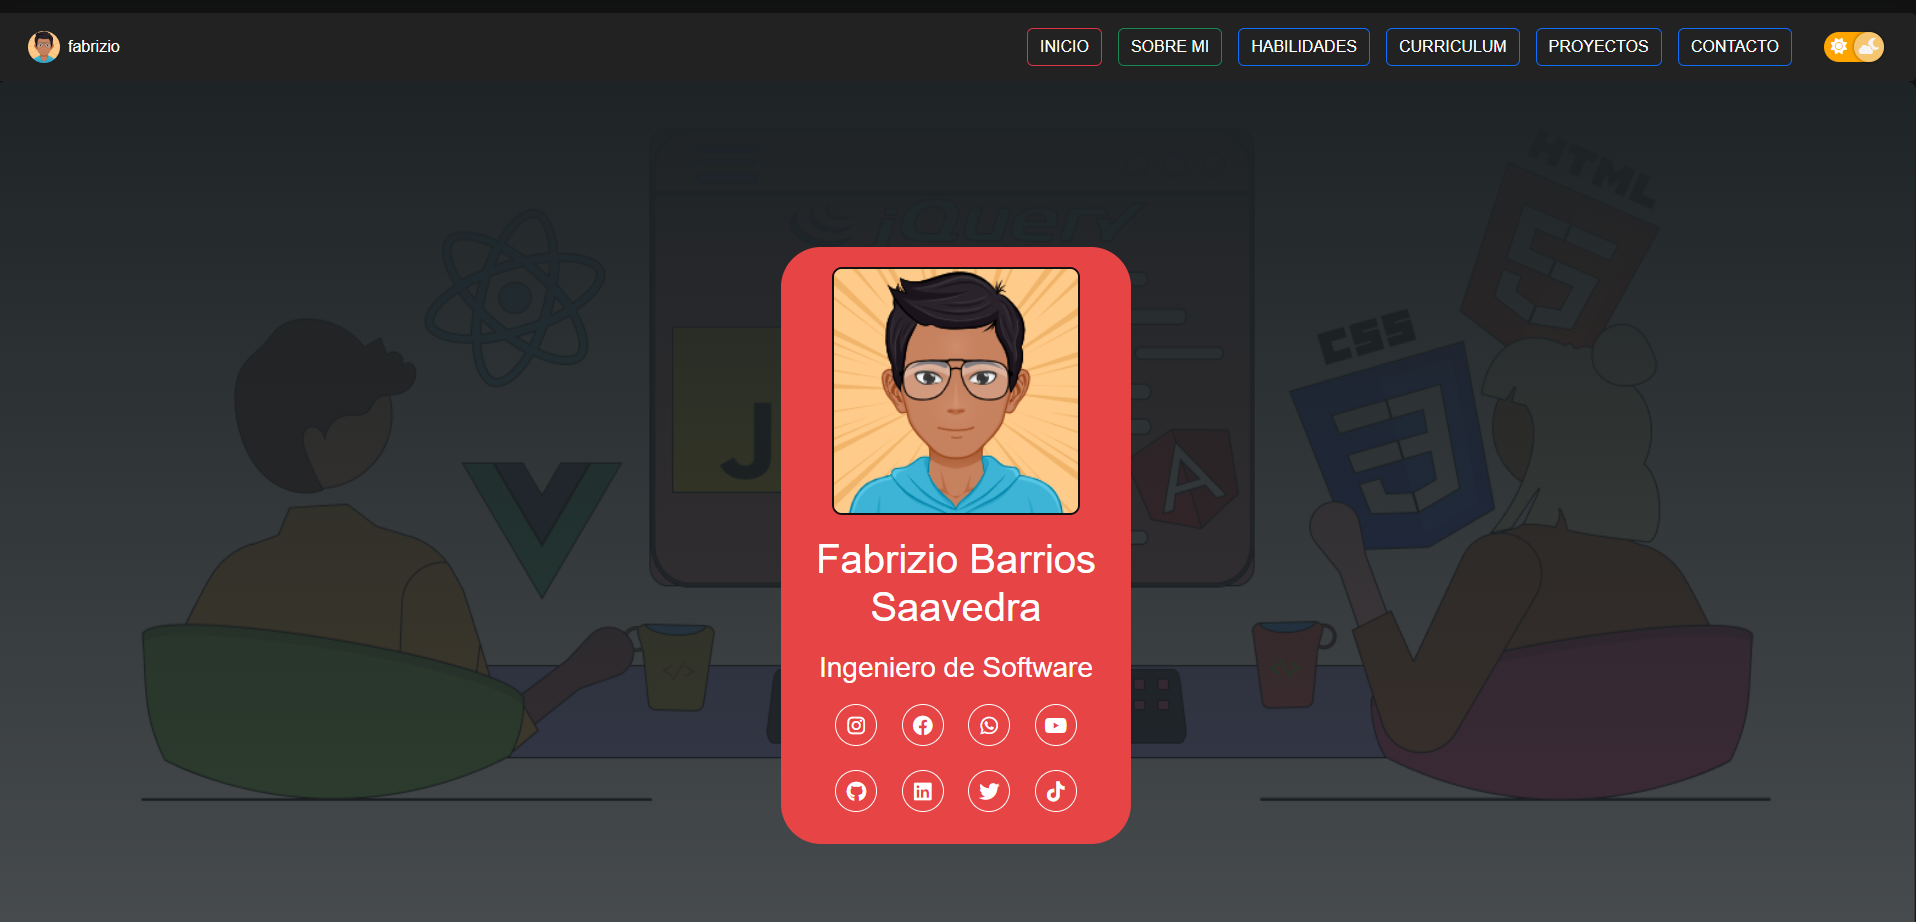 fabrizio
INICIO
SOBRE MI
HABILIDADES
CURRICULUM
PROYECTOS
CONTACTO
HTML
jQuery
CSS
J
A
Fabrizio Barrios
Saavedra
Ingeniero de Software
</>
</>